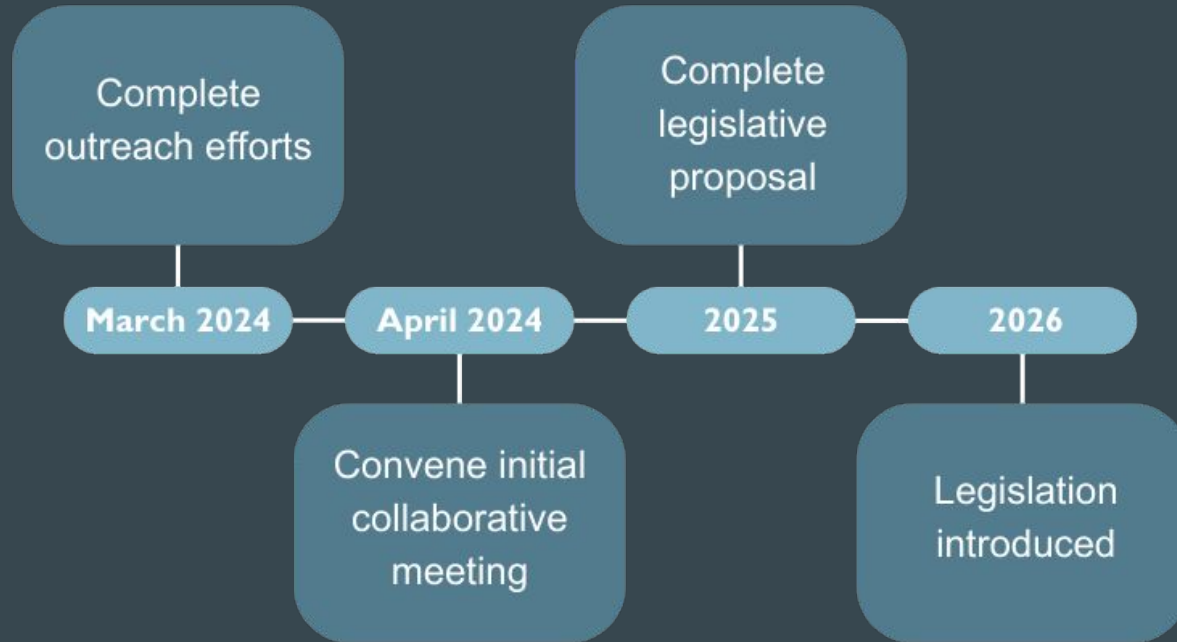 Complete
outreach efforts
Complete
legislative
proposal
March 2024
April 2024
2025
2026
Convene initial
collaborative
meeting
Legislation
introduced